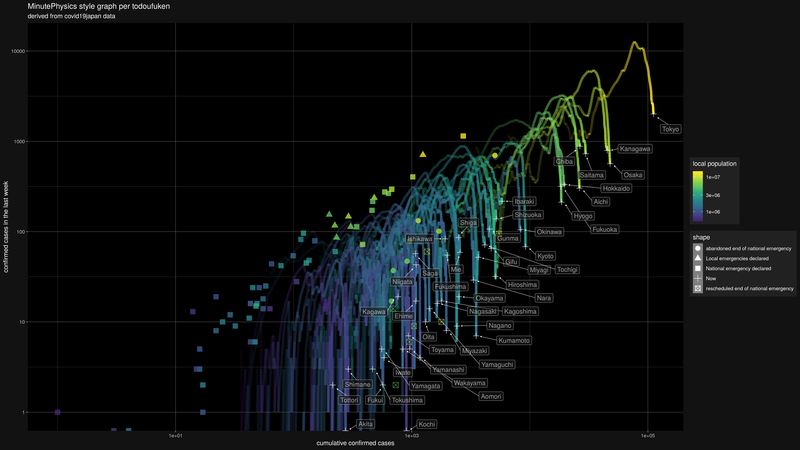 MinutePhysics style graph per todoufuken
derived from covid19japan data
confirmed cases in the last week
10000
1000
100
10
1
1e+01
1e+03
1e+05
cumulative confirmed cases
Tokyo
Kanagawa
Chiba
Saitama
Osaka
Hokkaido
Aichi
Ibaraki
Hyogo
Shizuoka
Fukuoka
Shiga
Okinawa
Ishikawa
Gunma
Kyoto
Gifu
Tochigi
Mie
Miyagi
Saga
Niigata
Hiroshima
Fukushima
Okayama
Nara
Kagawa
Ehime
Nagasaki
Kagoshima
Nagano
Oita
Kumamoto
Toyama
Miyazaki
Yamaguchi
Iwate
Yamanashi
Shimane
Yamagata
Wakayama
Aomori
Tottori
Fukui
Tokushima
Akita
Kochi
local population
1e+07
3e+06
1e+06
shape
abandoned end of national emergency
Local emergencies declared
National emergency declared
Now
rescheduled end of national emergency